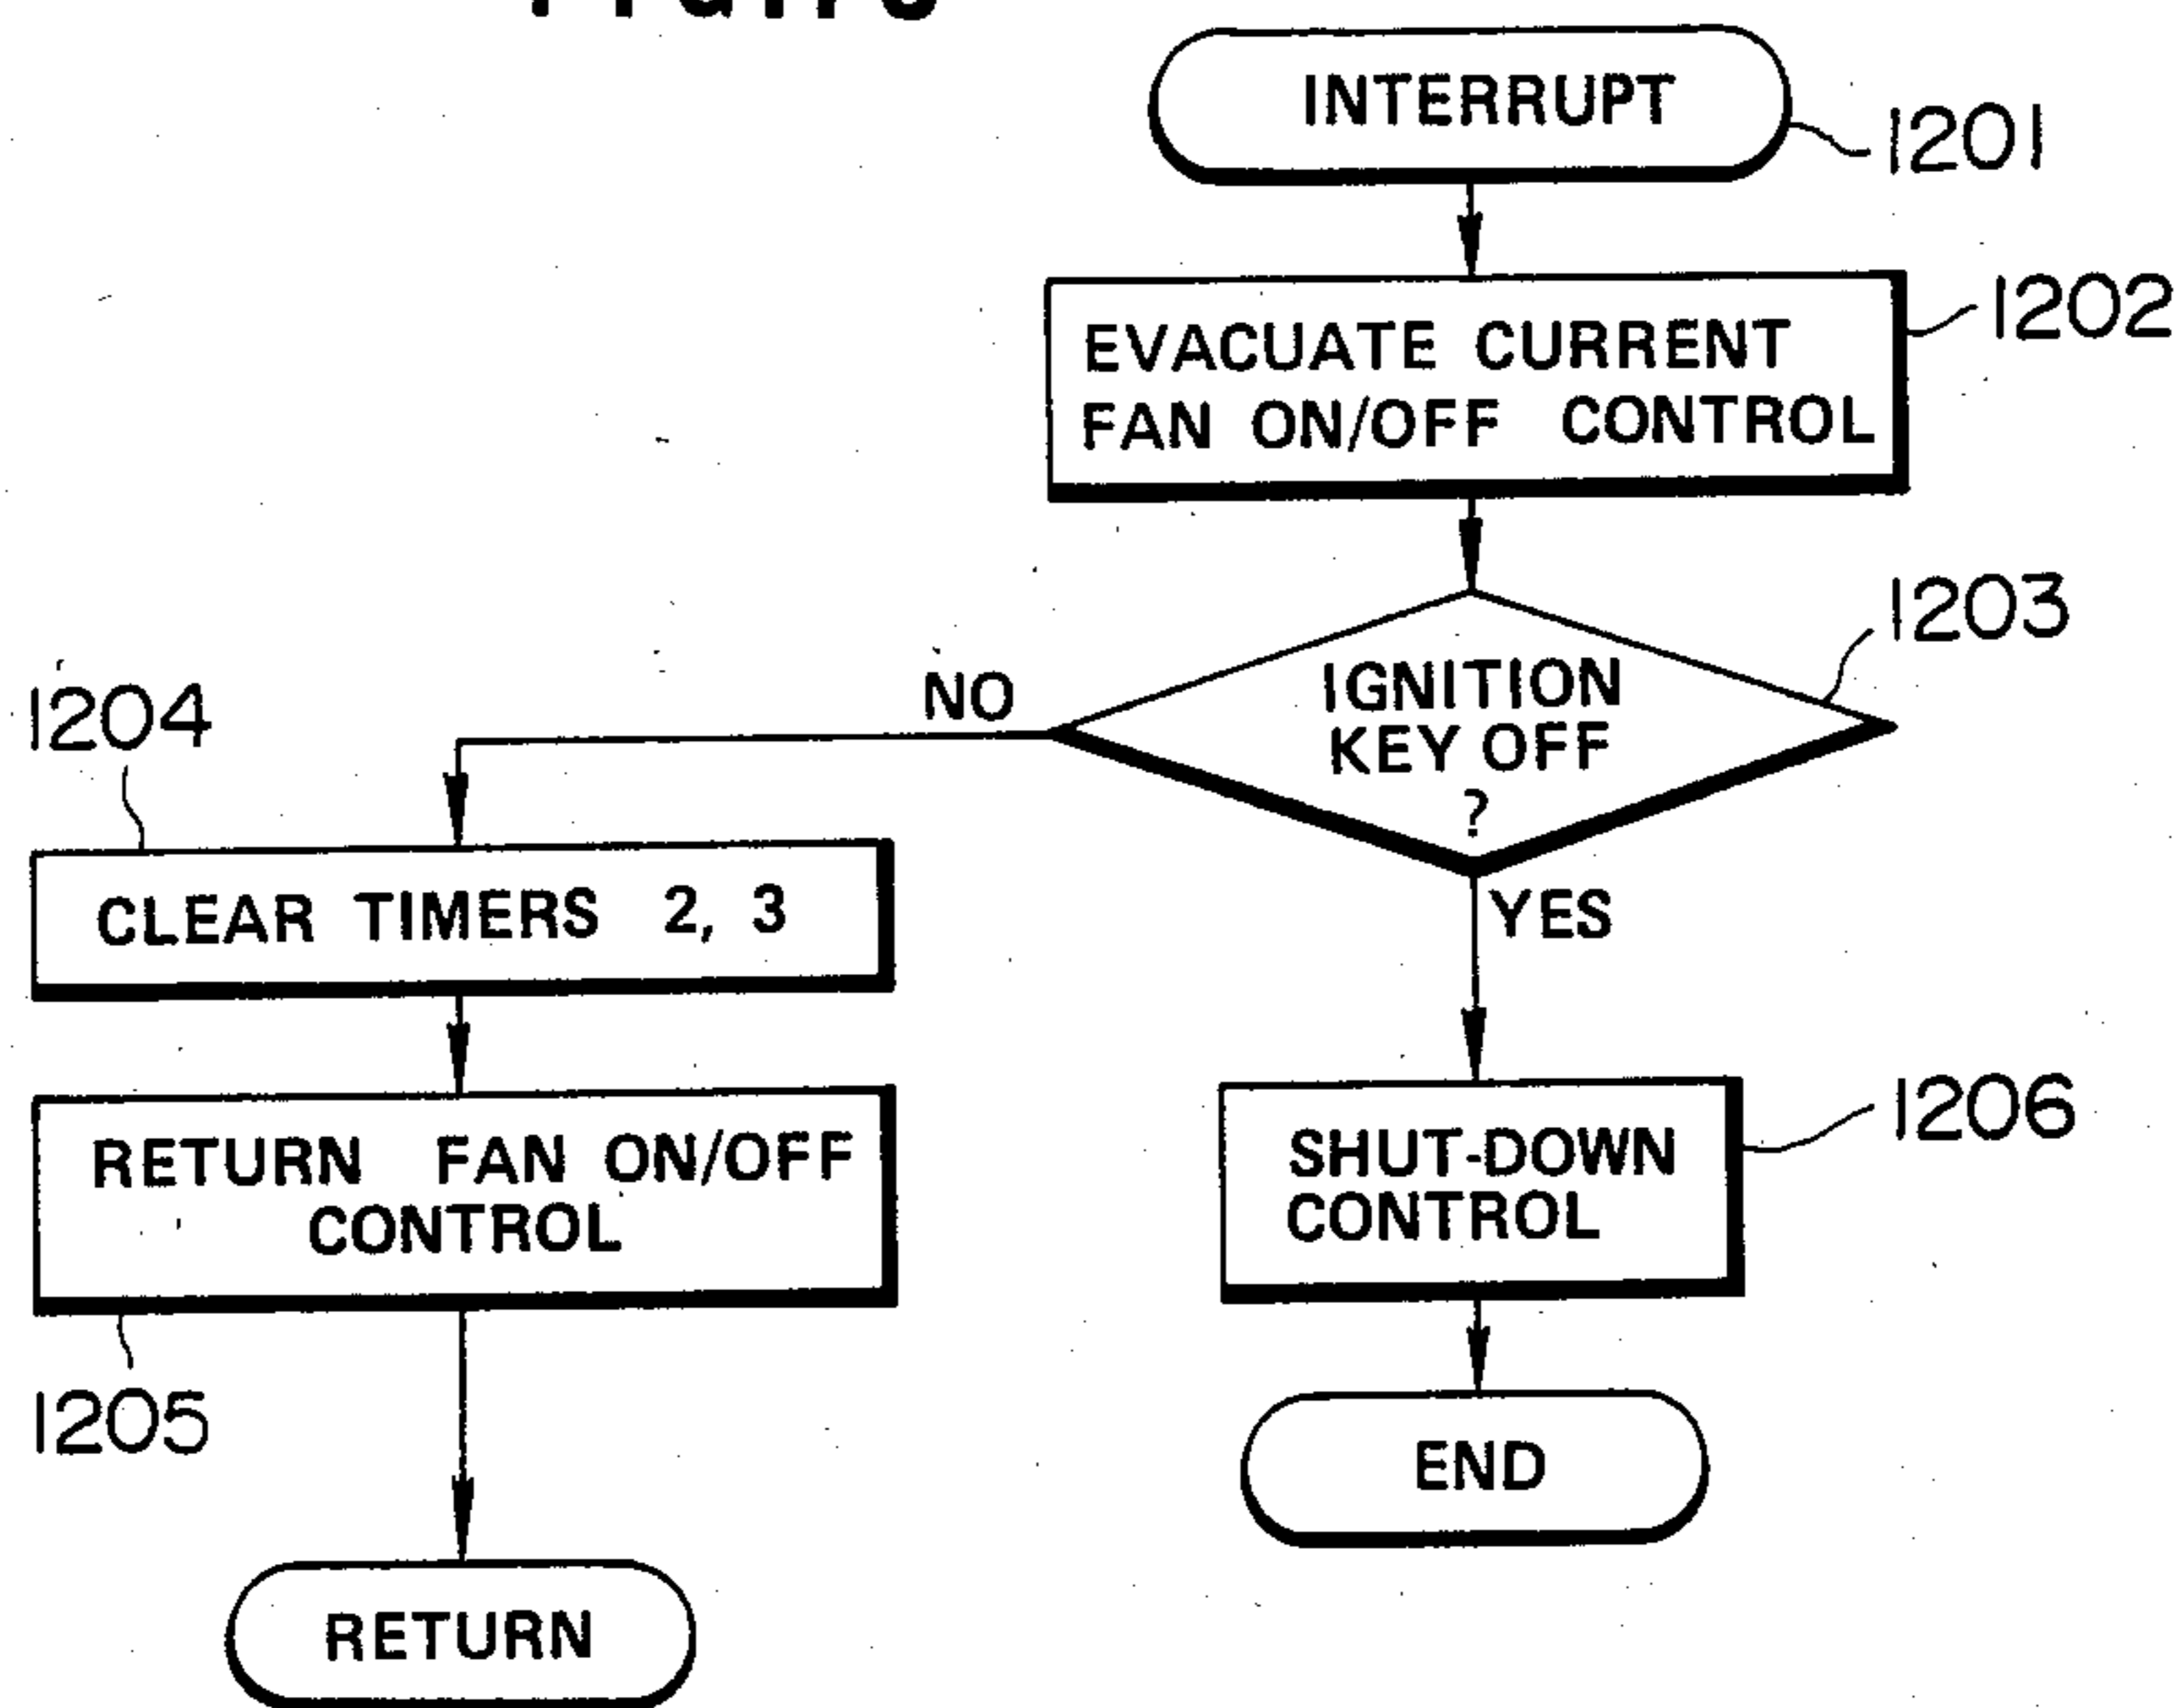 INTERRUPT
1201
EVACUATE CURRENT
FAN ON/OFF CONTROL
1202
IGNITION
KEY OFF
?
1203
NO
YES
1204
CLEAR TIMERS 2, 3
RETURN FAN ON/OFF
CONTROL
1205
RETURN
SHUT-DOWN
CONTROL
1206
END